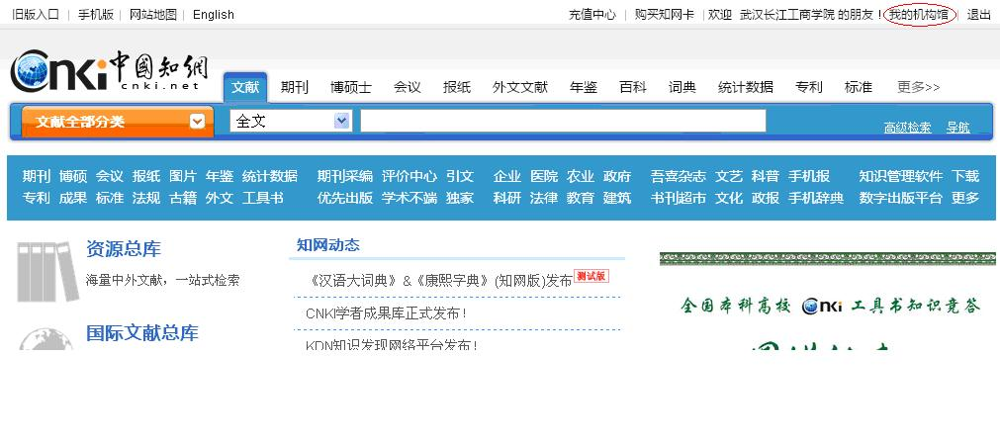 旧版入口 | 手机版 | 网站地图 | English 充值中心 | 购买知网卡 | 欢迎 武汉长江工商学院 的朋友！ 我的机构馆 | 退出
Cnki 中国知网
cnki.net
文献 期刊 博硕士 会议 报纸 外文文献 年鉴 百科 词典 统计数据 专利 标准 更多>>
文献全部分类 全文 高级检索 导航
期刊 博硕 会议 报纸 图片 年鉴 统计数据 期刊采编 评价中心 引文 企业 医院 农业 政府 吾喜杂志 文艺 科普 手机报 知识管理软件 下载
专利 成果 标准 法规 古籍 外文 工具书 优先出版 学术不端 独家 科研 法律 教育 建筑 书刊超市 文化 政报 手机辞典 数字出版平台 更多
资源总库
海量中外文献，一站式检索
国际文献总库
知网动态
《汉语大词典》&《康熙字典》(知网版)发布 测试版
CNKI学者成果库正式发布！
KDN知识发现网络平台发布！
全国本科高校 Cnki 工具书知识竞答